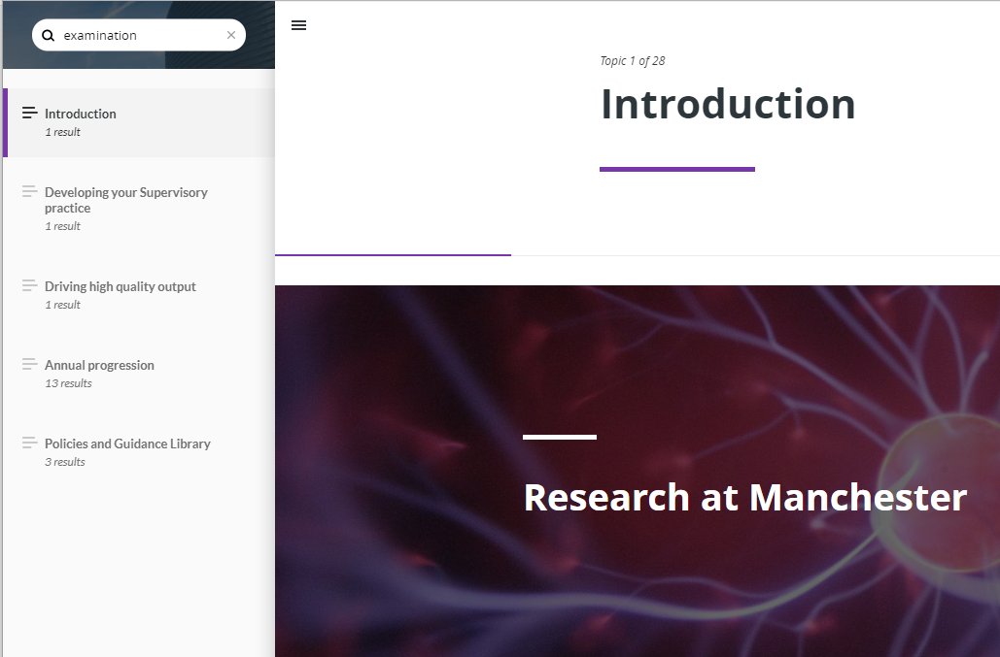 examination
Introduction
1 result
Developing your Supervisory
practice
1 result
Driving high quality output
1 result
Annual progression
13 results
Policies and Guidance Library
3 results
Topic 1 of 28
Introduction
Research at Manchester